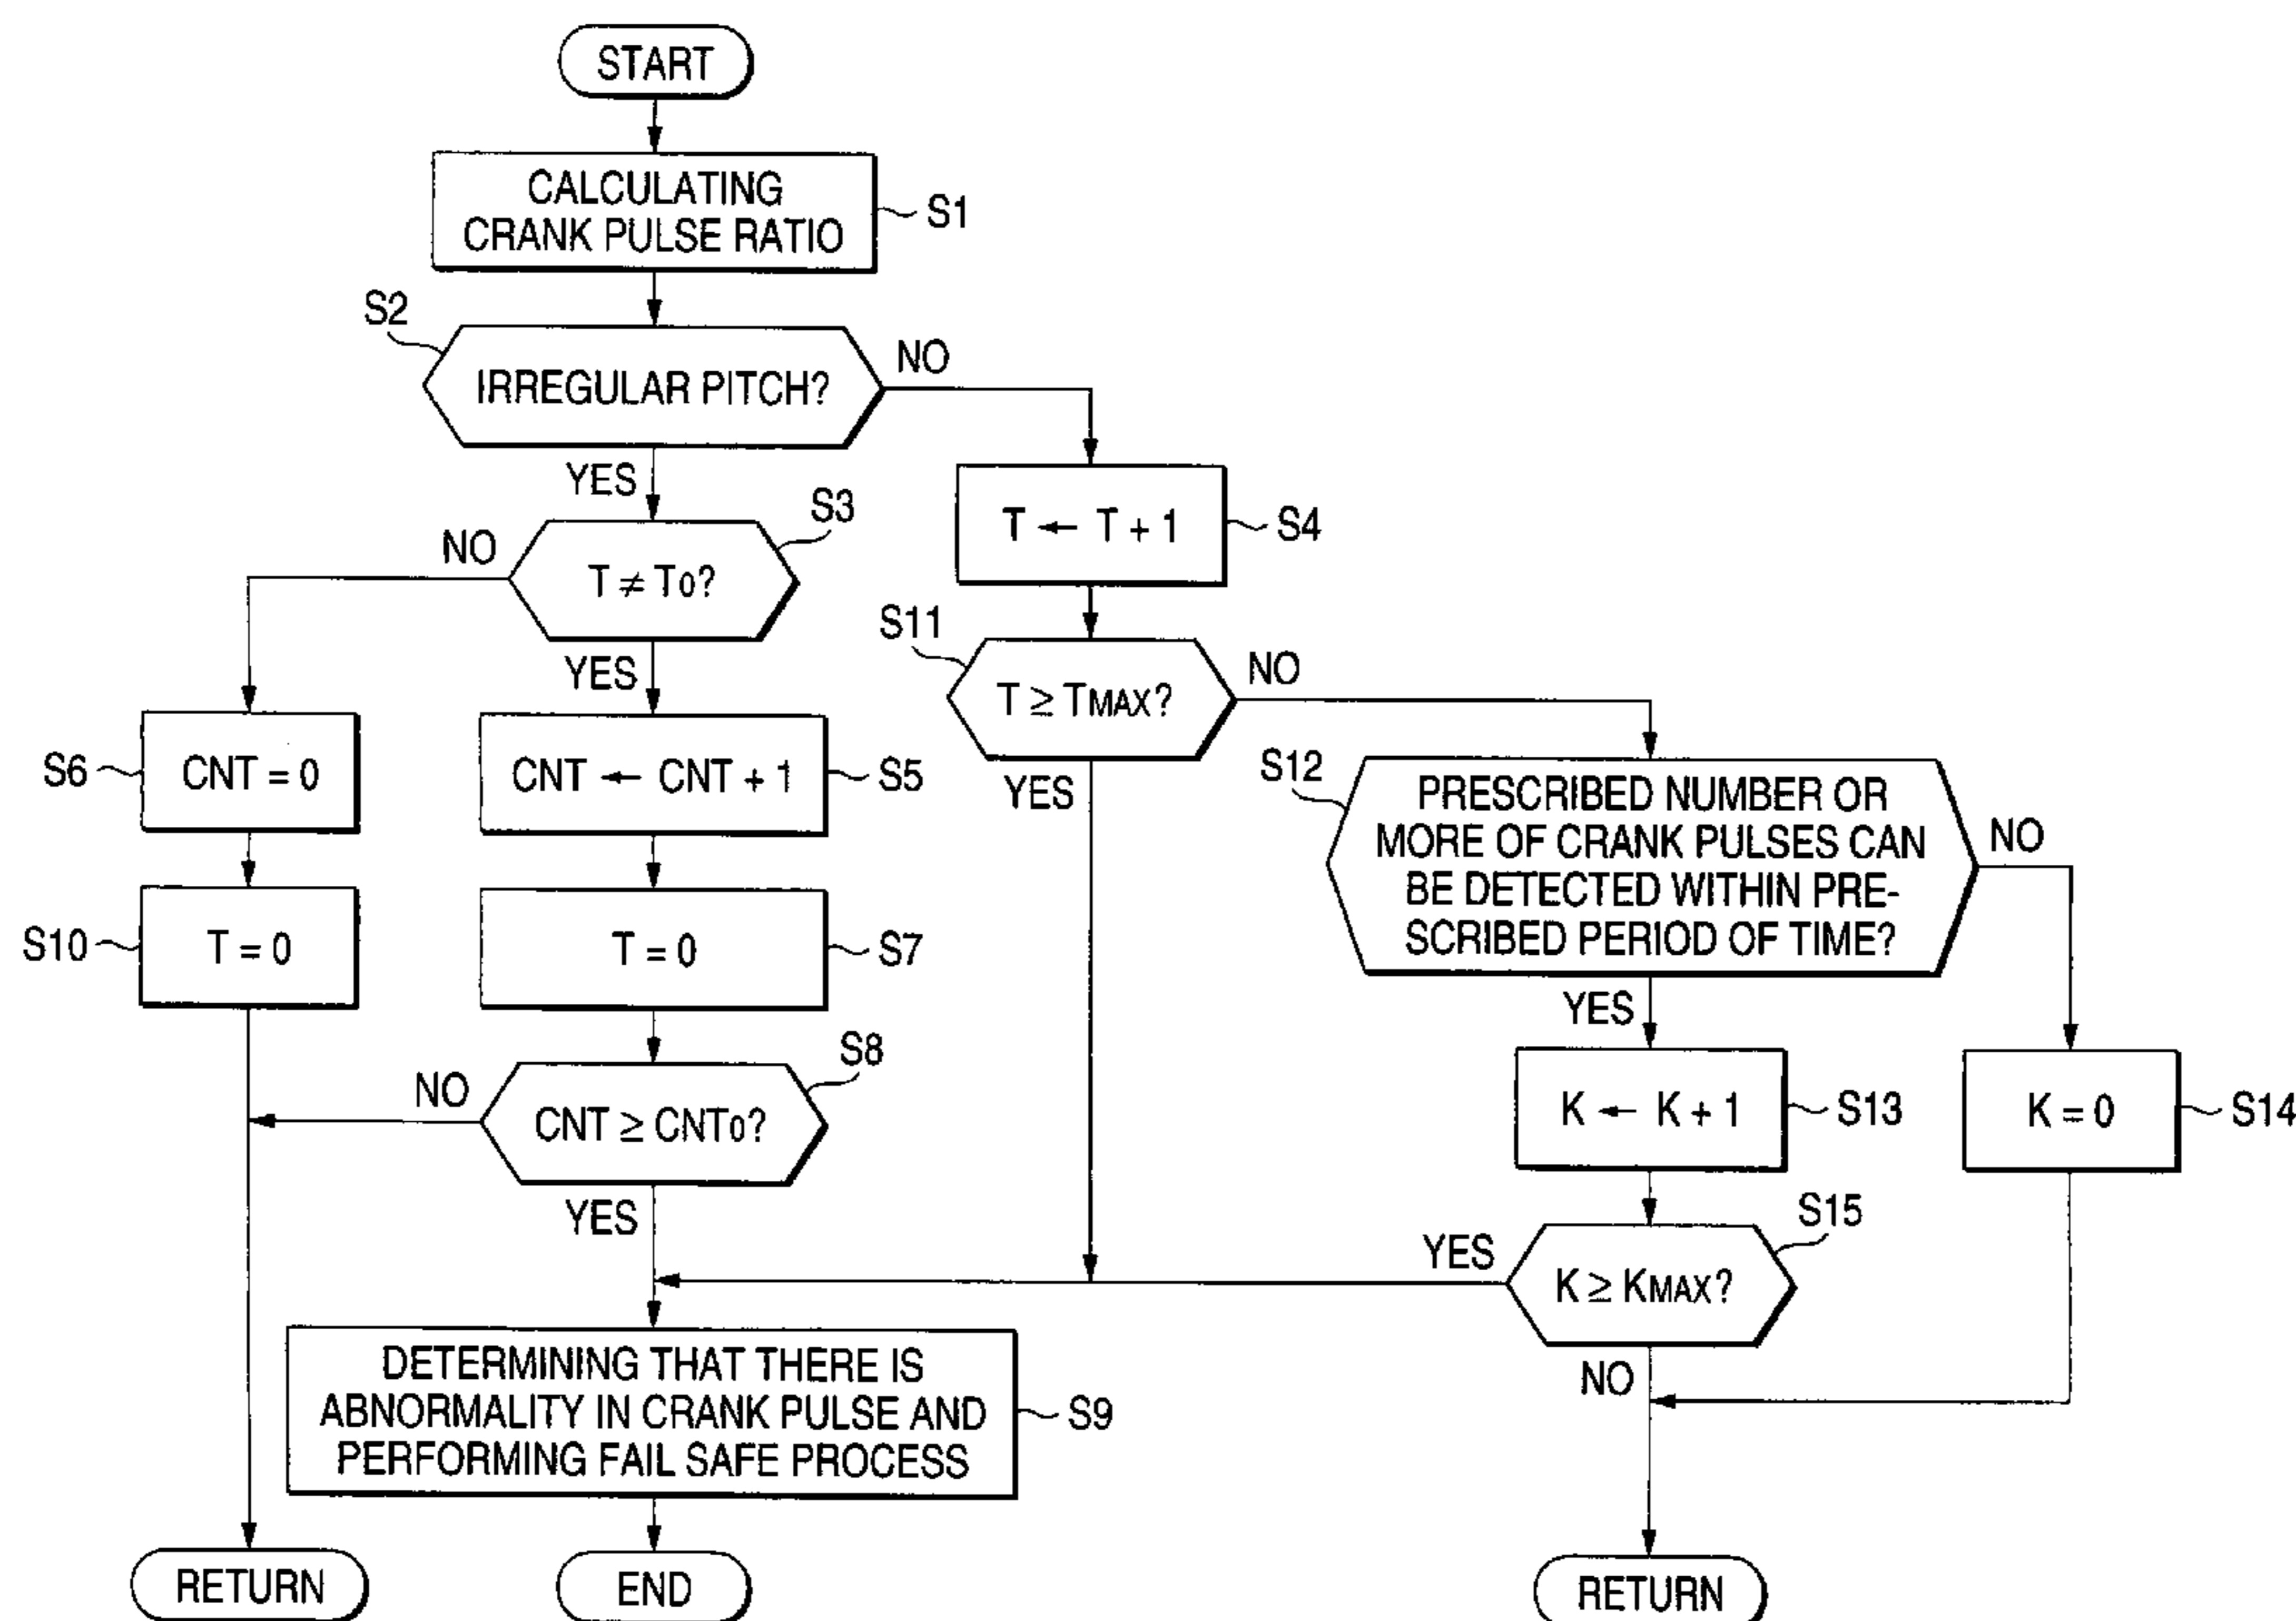 START
CALCULATING
CRANK PULSE RATIO
S1
S2
IRREGULAR PITCH?
NO
YES
S3
NO
T ≠ T0?
YES
T ← T + 1
S4
S11
T ≥ TMAX?
NO
YES
S6
CNT = 0
CNT ← CNT + 1
S5
S12
PRESCRIBED NUMBER OR
MORE OF CRANK PULSES CAN
BE DETECTED WITHIN PRE-
SCRIBED PERIOD OF TIME?
NO
YES
S10
T = 0
T = 0
S7
S8
NO
CNT ≥ CNT0?
YES
K ← K + 1
S13
K = 0
S14
S15
YES
K ≥ KMAX?
NO
DETERMINING THAT THERE IS
ABNORMALITY IN CRANK PULSE AND
PERFORMING FAIL SAFE PROCESS
S9
RETURN
END
RETURN